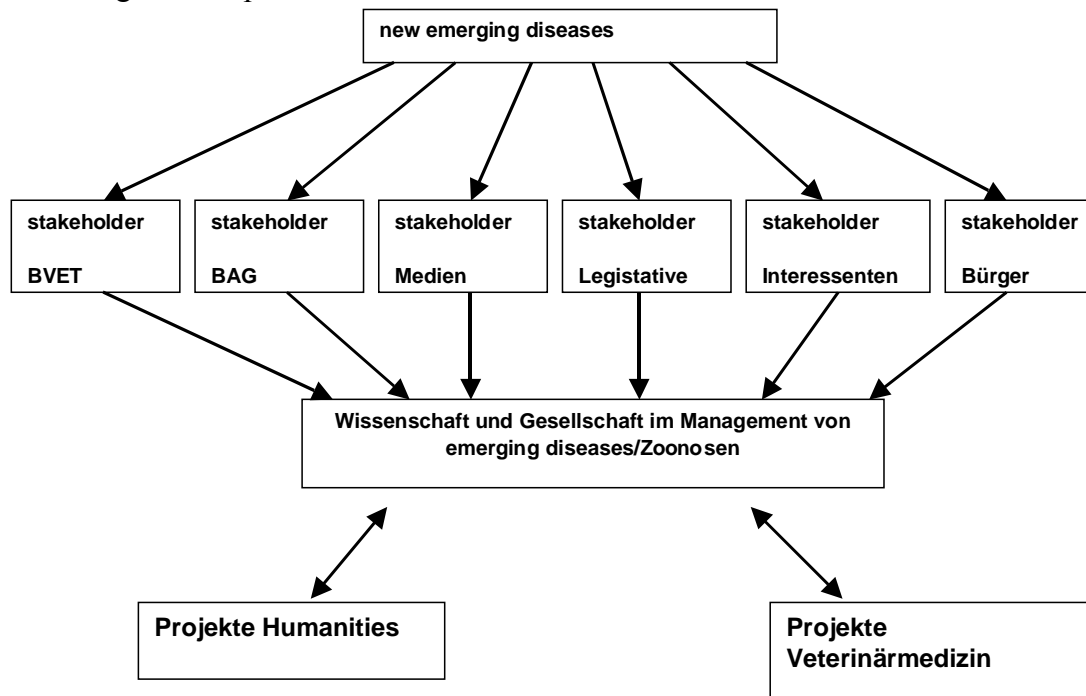 new emerging diseases
stakeholder
BVET
stakeholder
BAG
stakeholder
Medien
stakeholder
Legistative
stakeholder
Interessenten
stakeholder
Bürger
Wissenschaft und Gesellschaft im Management von
emerging diseases/Zoonosen
Projekte Humanities
Projekte
Veterinärmedizin